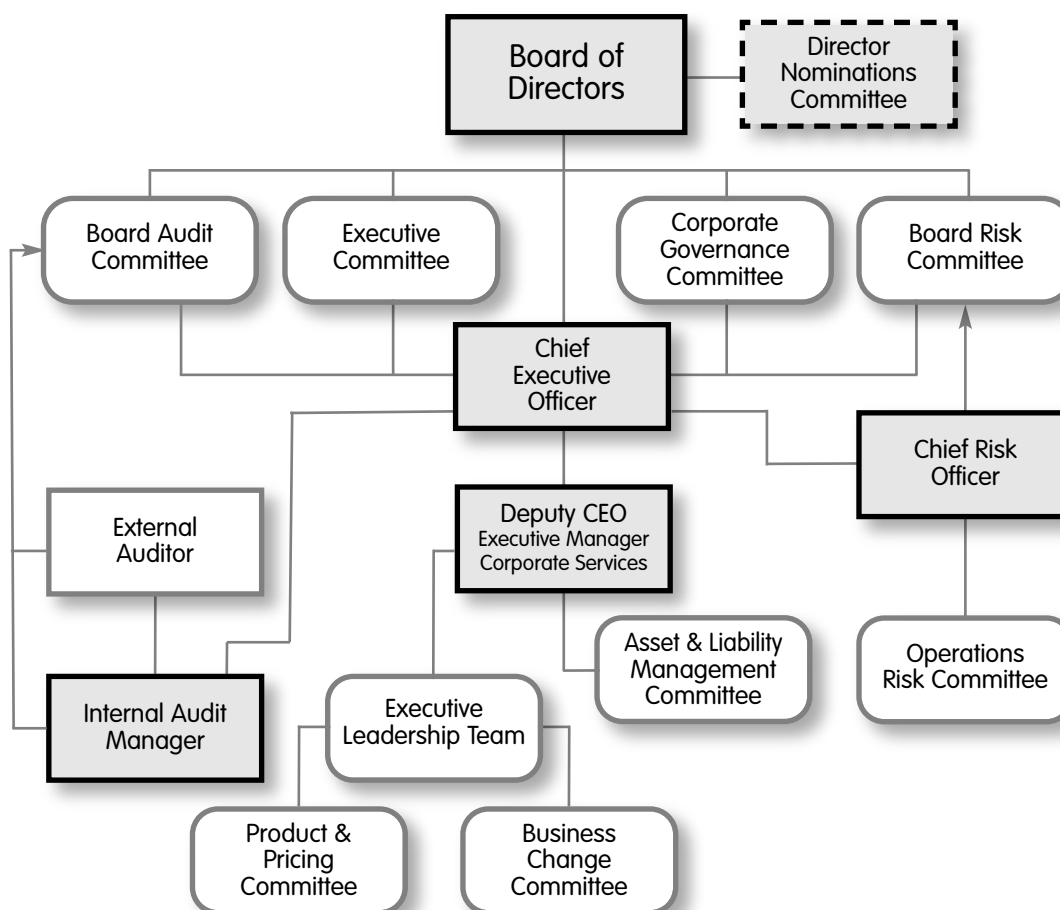 Board of
Directors
Director
Nominations
Committee
Board Audit
Committee
Executive
Committee
Corporate
Governance
Committee
Board Risk
Committee
Chief
Executive
Officer
Chief Risk
Officer
External
Auditor
Deputy CEO
Executive Manager
Corporate Services
Asset & Liability
Management
Committee
Operations
Risk Committee
Internal Audit
Manager
Executive
Leadership Team
Product &
Pricing
Committee
Business
Change
Committee